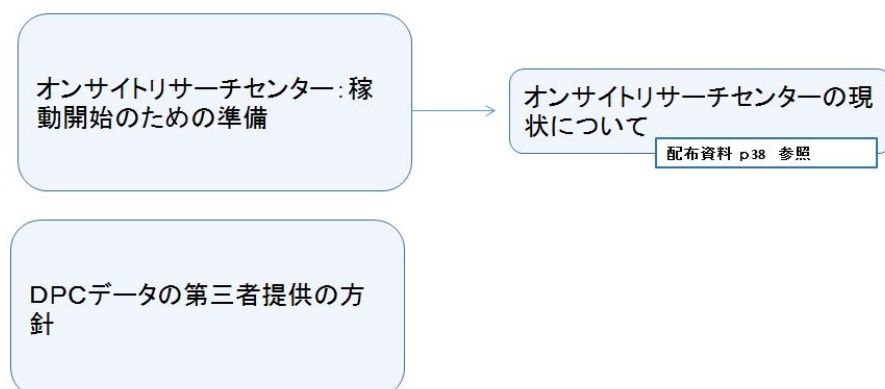 オンサイトリサーチセンター：稼
動開始のための準備
オンサイトリサーチセンターの現
状について
配布資料 p38 参照
DPCデータの第三者提供の方
針